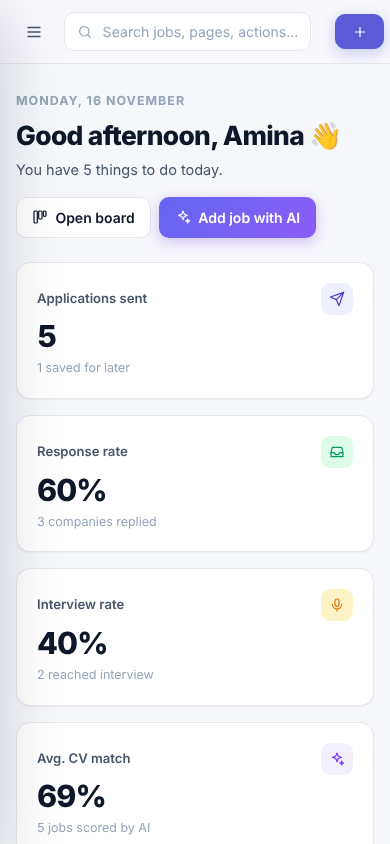 Search jobs, pages, actions...
MONDAY, 16 NOVEMBER
Good afternoon, Amina 👋
You have 5 things to do today.
Open board
Add job with AI
Applications sent
5
1 saved for later
Response rate
60%
3 companies replied
Interview rate
40%
2 reached interview
Avg. CV match
69%
5 jobs scored by AI